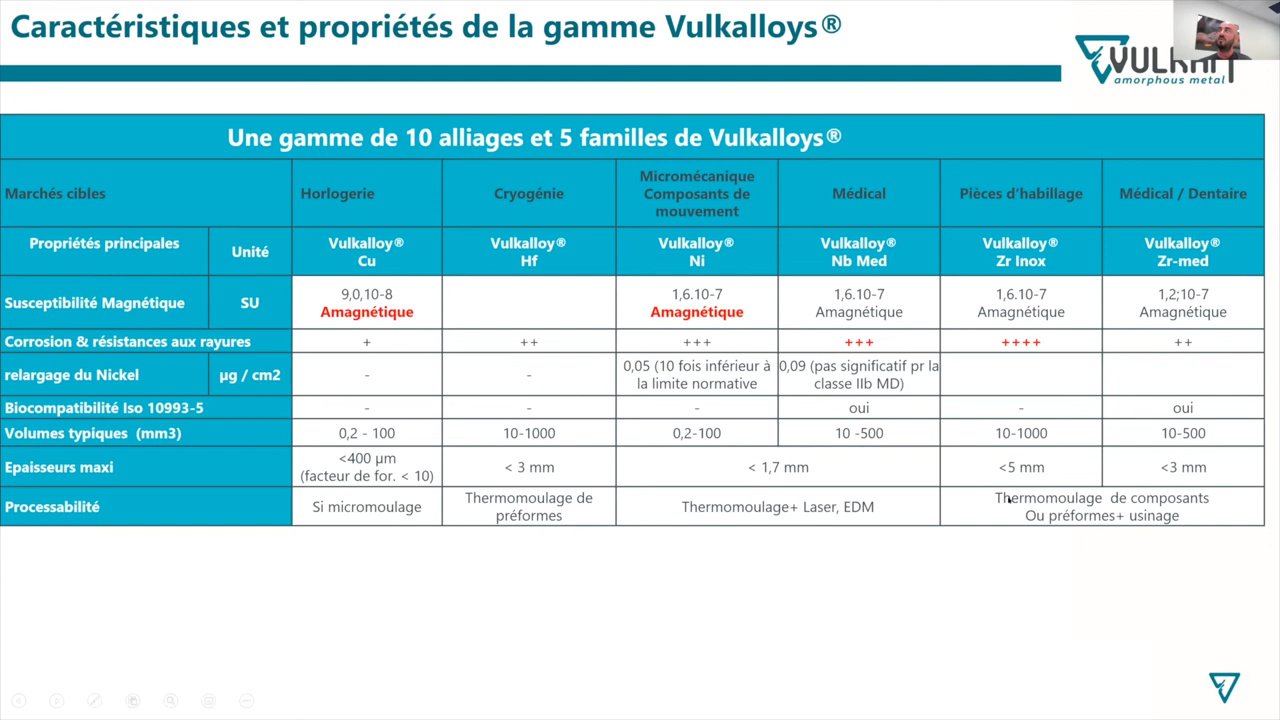 Caractéristiques et propriétés de la gamme Vulkalloys®
amorphous metal
Une gamme de 10 alliages et 5 familles de Vulkalloys®
Marchés cibles
Horlogerie
Cryogénie
Micromécanique
Composants de
mouvement
Médical
Pièces d'habillage
Médical / Dentaire
Propriétés principales
Unité
Vulkalloy®
Cu
Vulkalloy®
Hf
Vulkalloy®
Ni
Vulkalloy®
Nb Med
Vulkalloy®
Zr Inox
Vulkalloy®
Zr-med
Susceptibilité Magnétique
SU
9,0,10-8
Amagnétique
1,6.10-7
Amagnétique
1,6.10-7
Amagnétique
1,6.10-7
Amagnétique
1,2;10-7
Amagnétique
Corrosion & résistances aux rayures
+
++
+++
+++
++++
++
relargage du Nickel
µg / cm2
-
-
0,05 (10 fois inférieur à
la limite normative
0,09 (pas significatif pr la
classe IIb MD)
Biocompatibilité Iso 10993-5
-
-
-
oui
-
oui
Volumes typiques (mm3)
0,2 - 100
10-1000
0,2-100
10 -500
10-1000
10-500
Epaisseurs maxi
<400 µm
(facteur de for. < 10)
< 3 mm
< 1,7 mm
<5 mm
<3 mm
Processabilité
Si micromoulage
Thermomoulage de
préformes
Thermomoulage+ Laser, EDM
Thermomoulage de composants
Ou préformes+ usinage